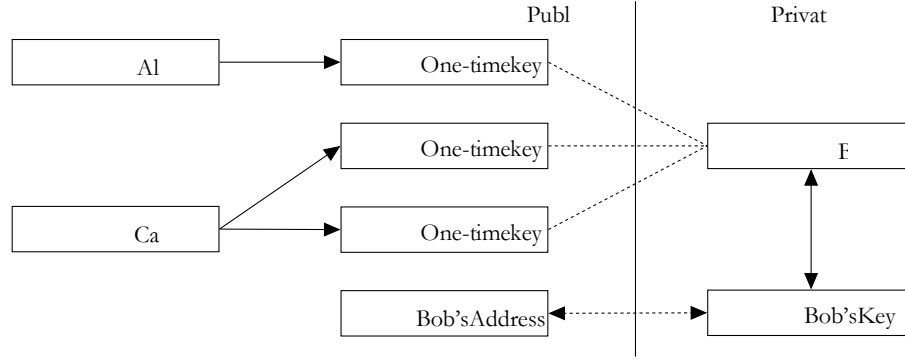 Publ Privat
Al One-timekey
One-timekey
Ca One-timekey
Bob’sAddress Bob’sKey